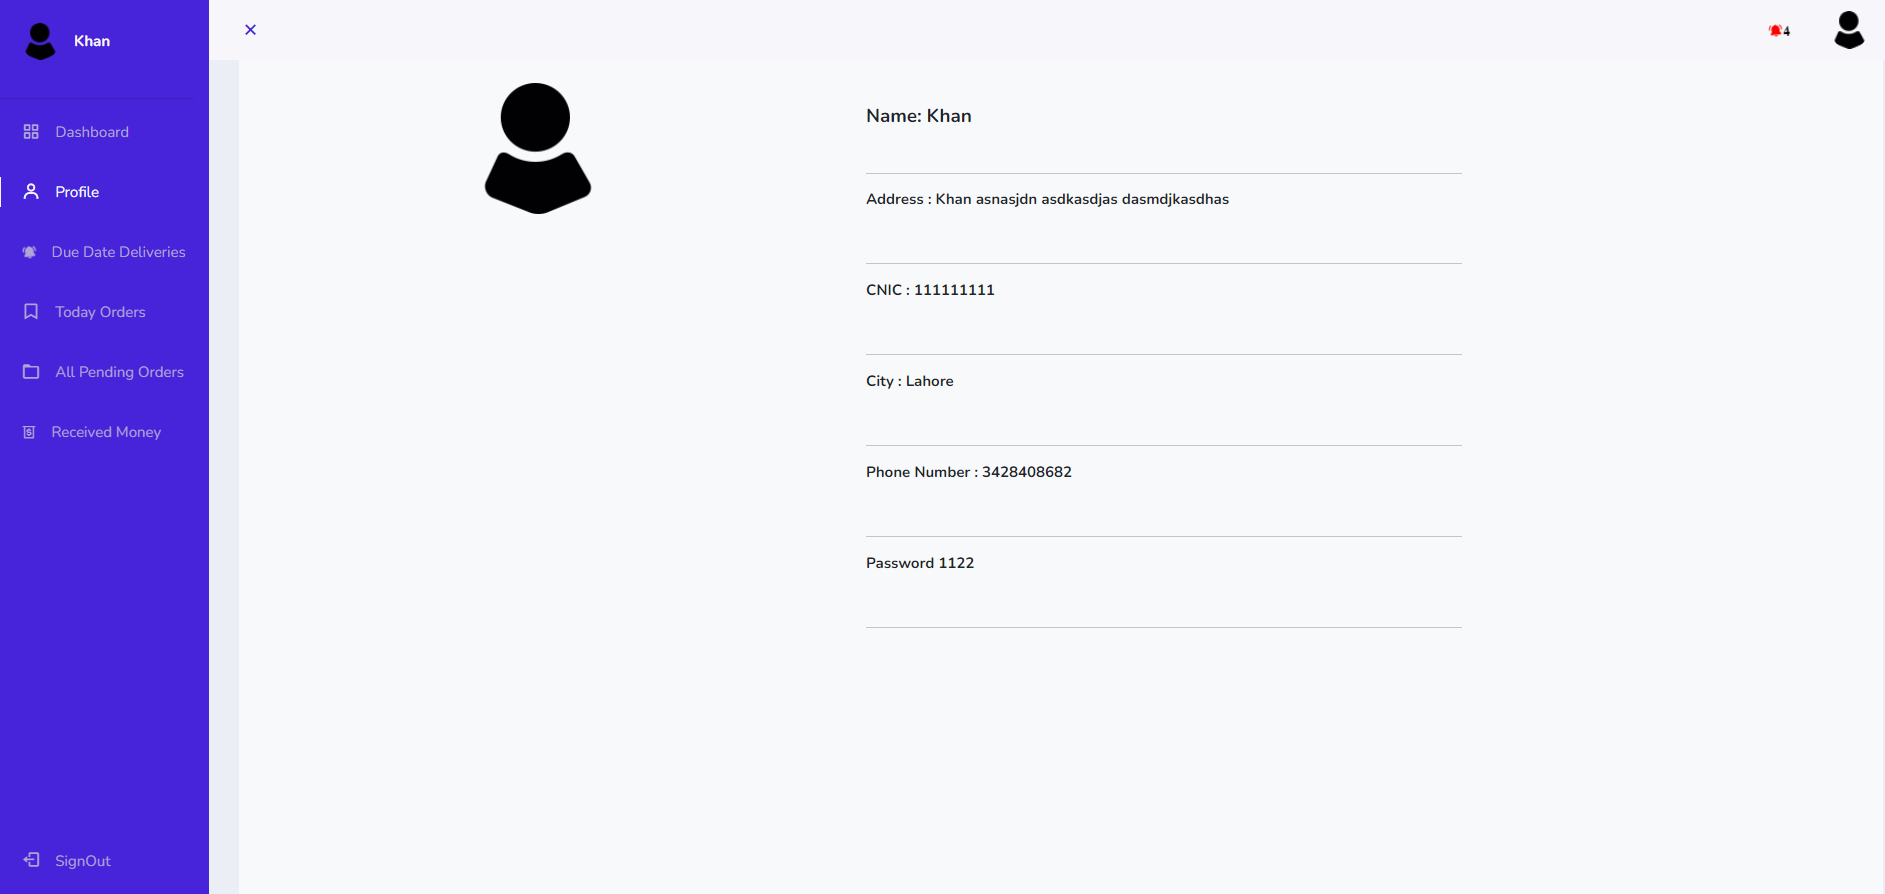 Khan
Dashboard
Profile
Due Date Deliveries
Today Orders
All Pending Orders
Received Money
SignOut
4
Name: Khan
Address : Khan asnasjdn asdkasdjas dasmdjkasdhas
CNIC : 111111111
City : Lahore
Phone Number : 3428408682
Password 1122